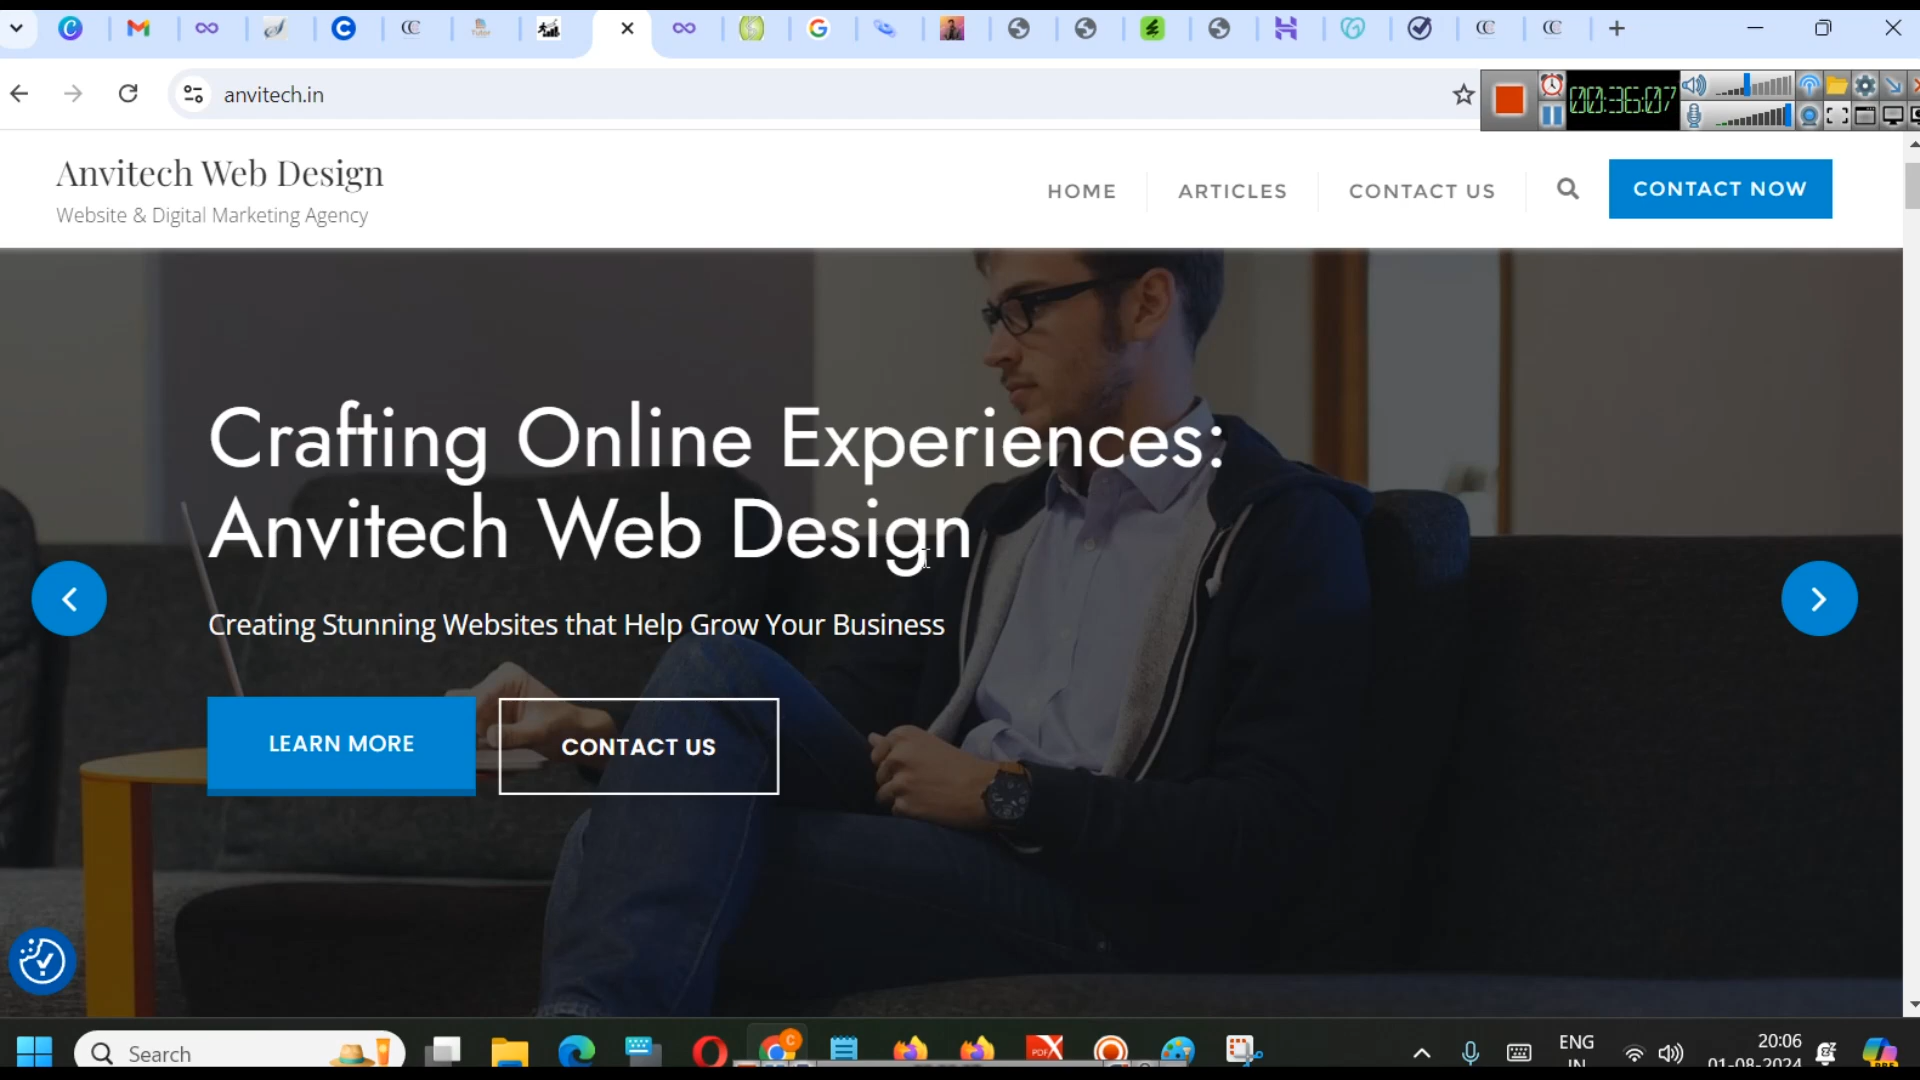 anvitech.in
00:36:07
Anvitech Web Design
Website & Digital Marketing Agency
HOME
ARTICLES
CONTACT US
CONTACT NOW
Crafting Online Experiences:
Anvitech Web Design
Creating Stunning Websites that Help Grow Your Business
LEARN MORE
CONTACT US
Search
ENG
IN
20:06
01-08-2024